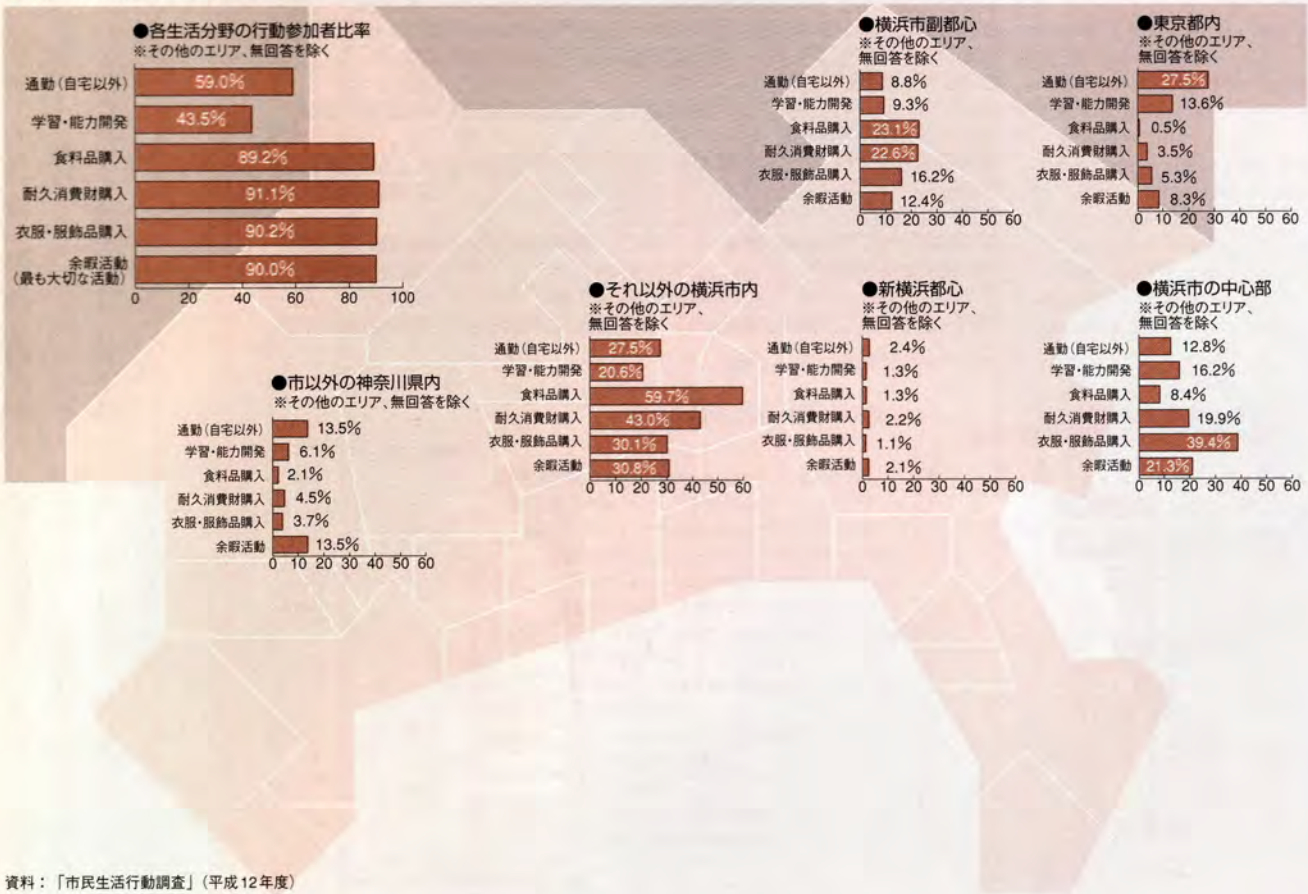 ●各生活分野の行動参加者比率
※その他のエリア、無回答を除く
通勤(自宅以外) 59.0%
学習・能力開発 43.5%
食料品購入 89.2%
耐久消費財購入 91.1%
衣服・服飾品購入 90.2%
余暇活動
(最も大切な活動) 90.0%
0 20 40 60 80 100
●横浜市副都心
※その他のエリア、
無回答を除く
通勤(自宅以外) 8.8%
学習・能力開発 9.3%
食料品購入 23.1%
耐久消費財購入 22.6%
衣服・服飾品購入 16.2%
余暇活動 12.4%
0 10 20 30 40 50 60
●東京都内
※その他のエリア、
無回答を除く
通勤(自宅以外) 27.5%
学習・能力開発 13.6%
食料品購入 0.5%
耐久消費財購入 3.5%
衣服・服飾品購入 5.3%
余暇活動 8.3%
0 10 20 30 40 50 60
●それ以外の横浜市内
※その他のエリア、
無回答を除く
通勤(自宅以外) 27.5%
学習・能力開発 20.6%
食料品購入 59.7%
耐久消費財購入 43.0%
衣服・服飾品購入 30.1%
余暇活動 30.8%
0 10 20 30 40 50 60
●新横浜都心
※その他のエリア、
無回答を除く
通勤(自宅以外) 2.4%
学習・能力開発 1.3%
食料品購入 1.3%
耐久消費財購入 2.2%
衣服・服飾品購入 1.1%
余暇活動 2.1%
0 10 20 30 40 50 60
●横浜市の中心部
※その他のエリア、
無回答を除く
通勤(自宅以外) 12.8%
学習・能力開発 16.2%
食料品購入 8.4%
耐久消費財購入 19.9%
衣服・服飾品購入 39.4%
余暇活動 21.3%
0 10 20 30 40 50 60
●市以外の神奈川県内
※その他のエリア、無回答を除く
通勤(自宅以外) 13.5%
学習・能力開発 6.1%
食料品購入 2.1%
耐久消費財購入 4.5%
衣服・服飾品購入 3.7%
余暇活動 13.5%
0 10 20 30 40 50 60
資料：「市民生活行動調査」(平成12年度)